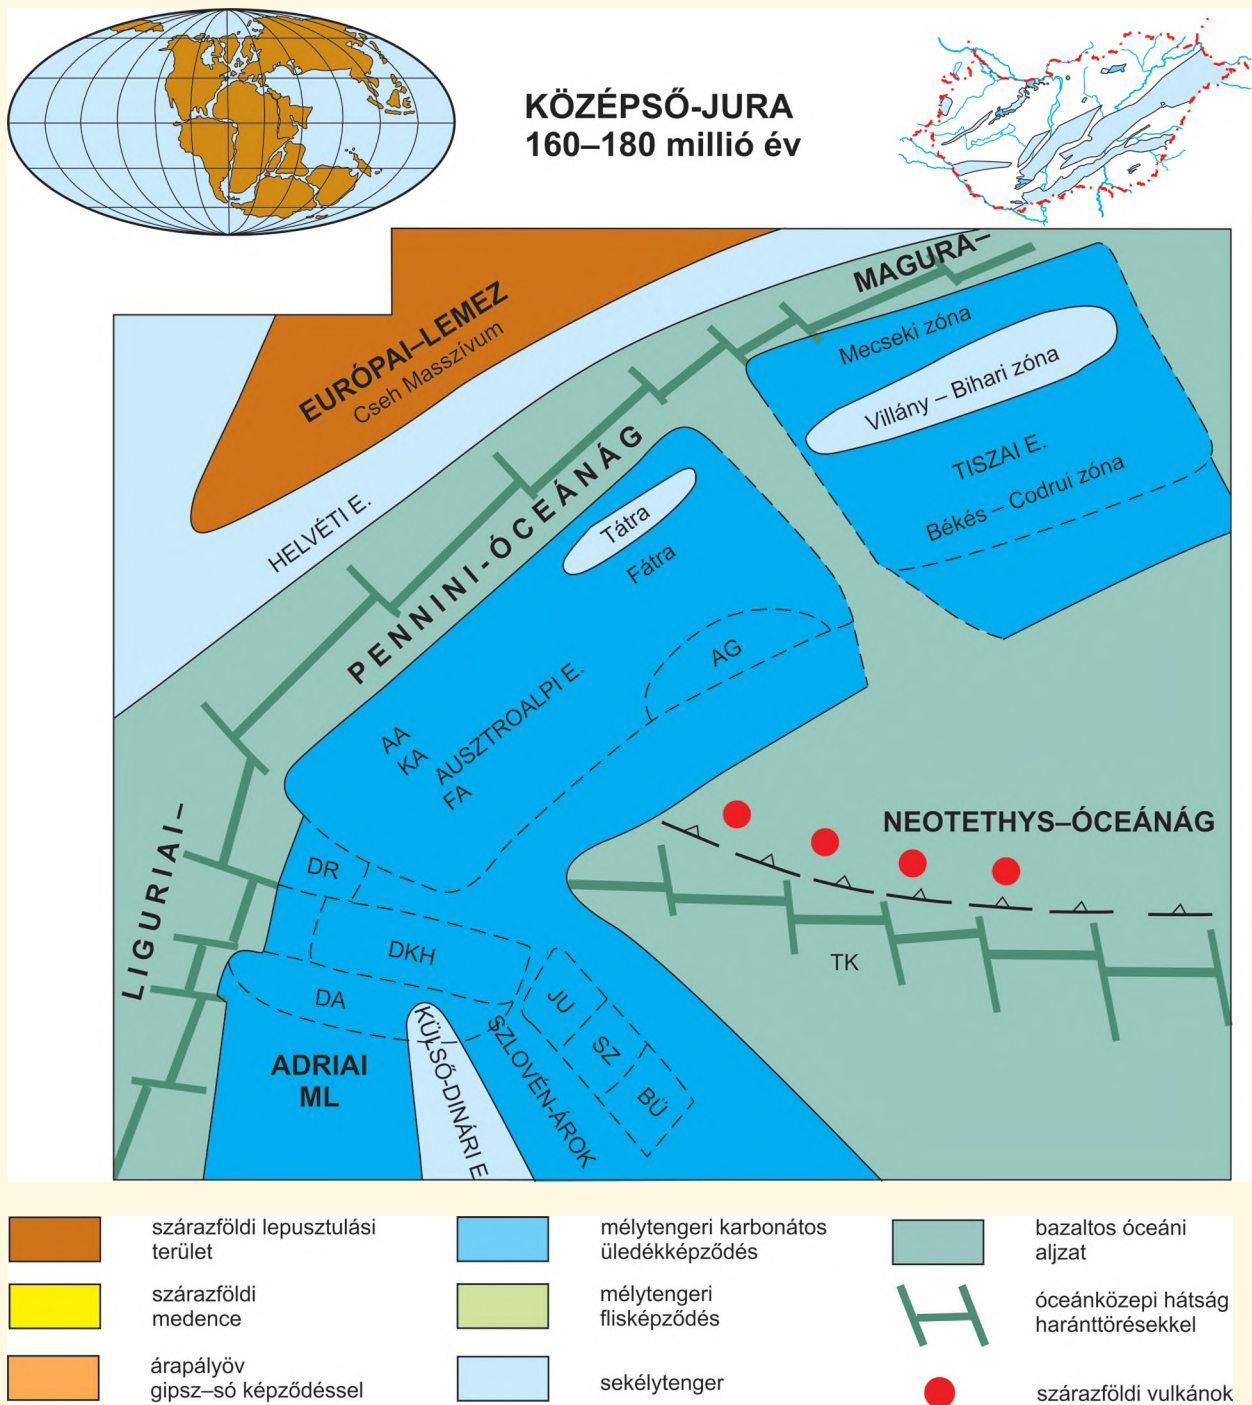 KÖZÉPSŐ-JURA
160–180 millió év
MAGURA–
EURÓPAI–LEMEZ
Cseh Masszívum
Mecseki zóna
Villány – Bihari zóna
TISZAI E.
Békés – Codrui zóna
HELVÉTI E.
PENNINI-ÓCEÁNÁG
Tátra
Fátra
AG
AUSZTROALPI E.
AA
KA
FA
LIGURIAI–
NEOTETHYS–ÓCEÁNÁG
DR
DKH
TK
DA
JU
SZ
BÜ
KÜLSŐ-DINÁRI E
SZLOVÉN-ÁROK
ADRIAI
ML
szárazföldi lepusztulási
terület
szárazföldi
medence
árapályöv
gipsz–só képződéssel
mélytengeri karbonátos
üledékképződés
mélytengeri
flisképződés
sekélytenger
bazaltos óceáni
aljzat
óceánközepi hátság
haránttörésekkel
szárazföldi vulkánok